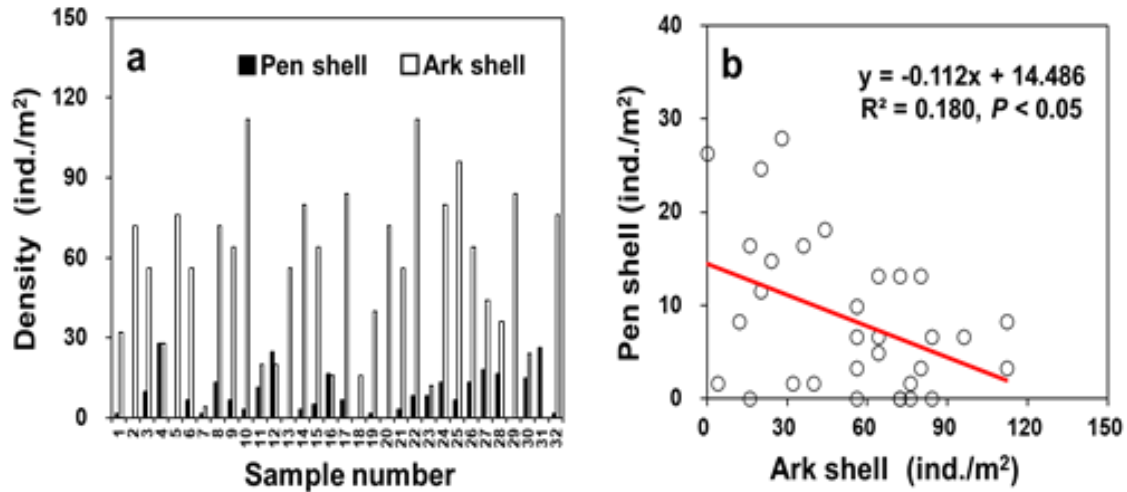 150
120
90
60
30
0
Density (ind./m²)
a
Pen shell
Ark shell
1 2 3 4 5 6 7 8 9 10 11 12 13 14 15 16 17 18 19 20 21 22 23 24 25 26 27 28 29 30 31 32
Sample number
40
30
20
10
0
Pen shell (ind./m²)
b
y = -0.112x + 14.486
R² = 0.180, P < 0.05
0 30 60 90 120 150
Ark shell (ind./m²)